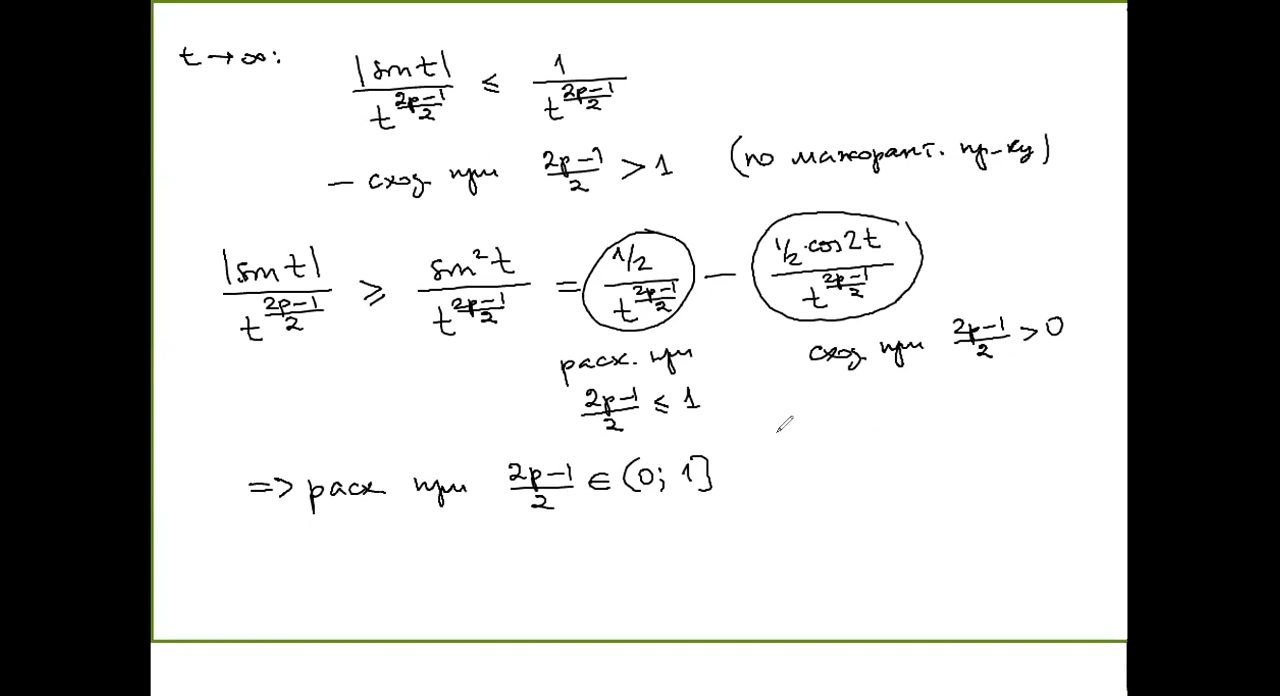 t → ∞: |sin t| / t^((2p-1)/2) ≤ 1 / t^((2p-1)/2)
— сход. при (2p-1)/2 > 1 (по мажорант. пр-ку)
|sin t| / t^((2p-1)/2) ≥ sin²t / t^((2p-1)/2) = (1/2) / t^((2p-1)/2) — (1/2·cos2t) / t^((2p-1)/2)
расх. при сход. при (2p-1)/2 > 0
(2p-1)/2 ≤ 1
=> расх при (2p-1)/2 ∈ (0; 1]